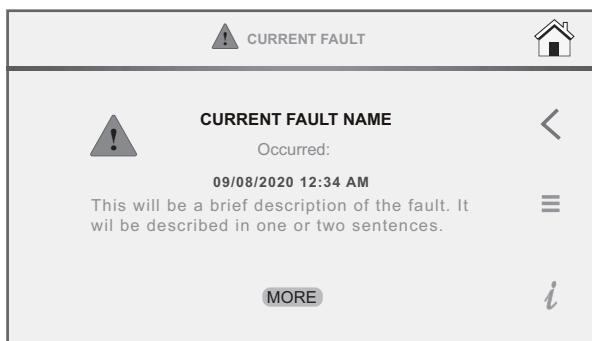 CURRENT FAULT
CURRENT FAULT NAME
Occurred:
09/08/2020 12:34 AM
This will be a brief description of the fault. It
wil be described in one or two sentences.
MORE